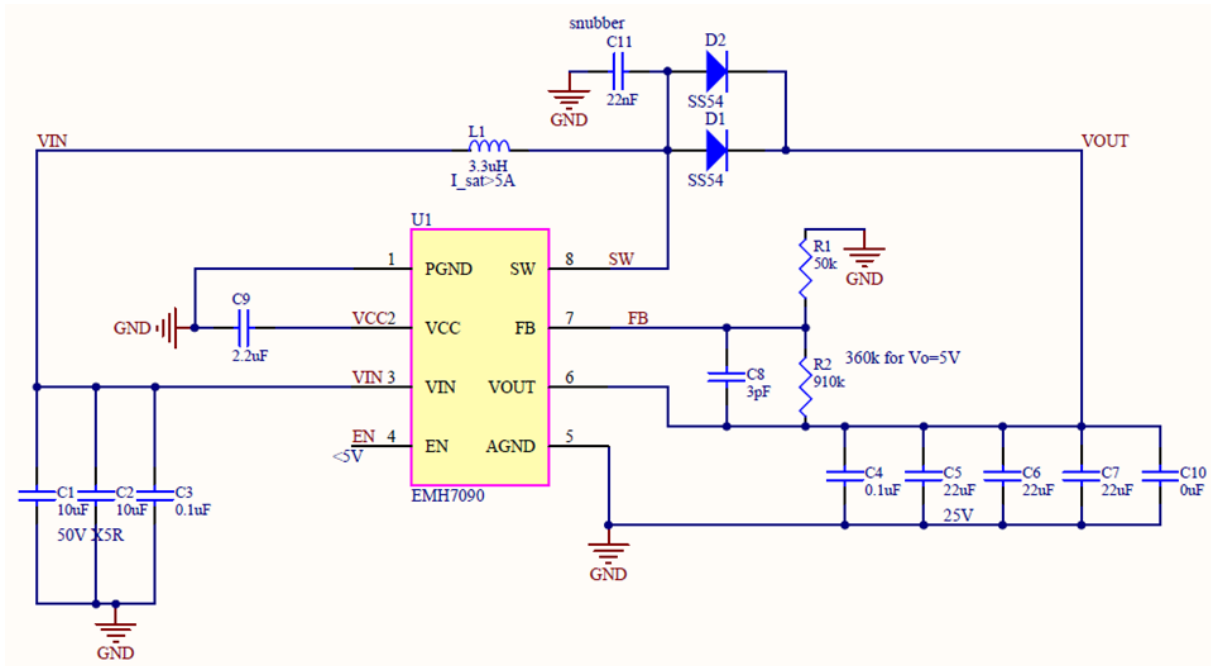 snubber
C11
22nF
GND
D2
SS54
D1
SS54
VIN
L1
3.3uH
I_sat>5A
VOUT
U1
1 PGND
SW 8 SW
R1
50k
GND
C9
2.2uF
GND
VCC2 VCC
FB 7 FB
C8
3pF
R2
910k
360k for Vo=5V
VIN 3 VIN
VOUT 6
EN 4 EN
<5V
AGND 5
EMH7090
C1
10uF
C2
10uF
C3
0.1uF
50V X5R
GND
C4
0.1uF
C5
22uF
C6
22uF
C7
22uF
C10
0uF
25V
GND